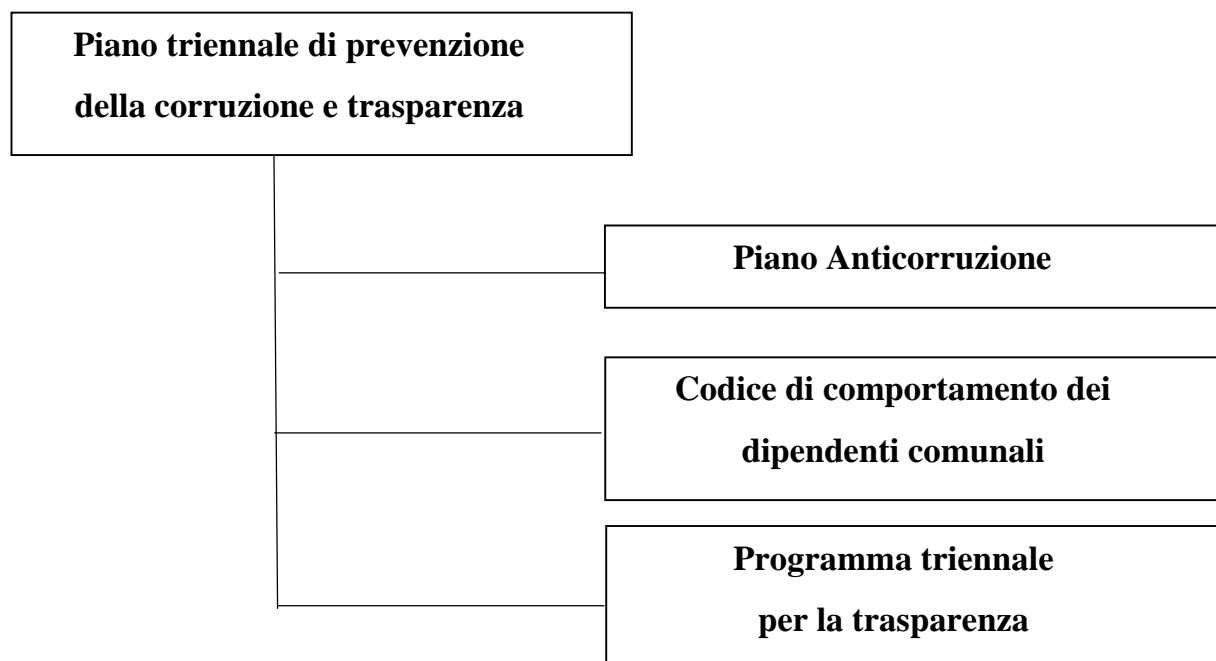 Piano triennale di prevenzione
della corruzione e trasparenza
Piano Anticorruzione
Codice di comportamento dei
dipendenti comunali
Programma triennale
per la trasparenza